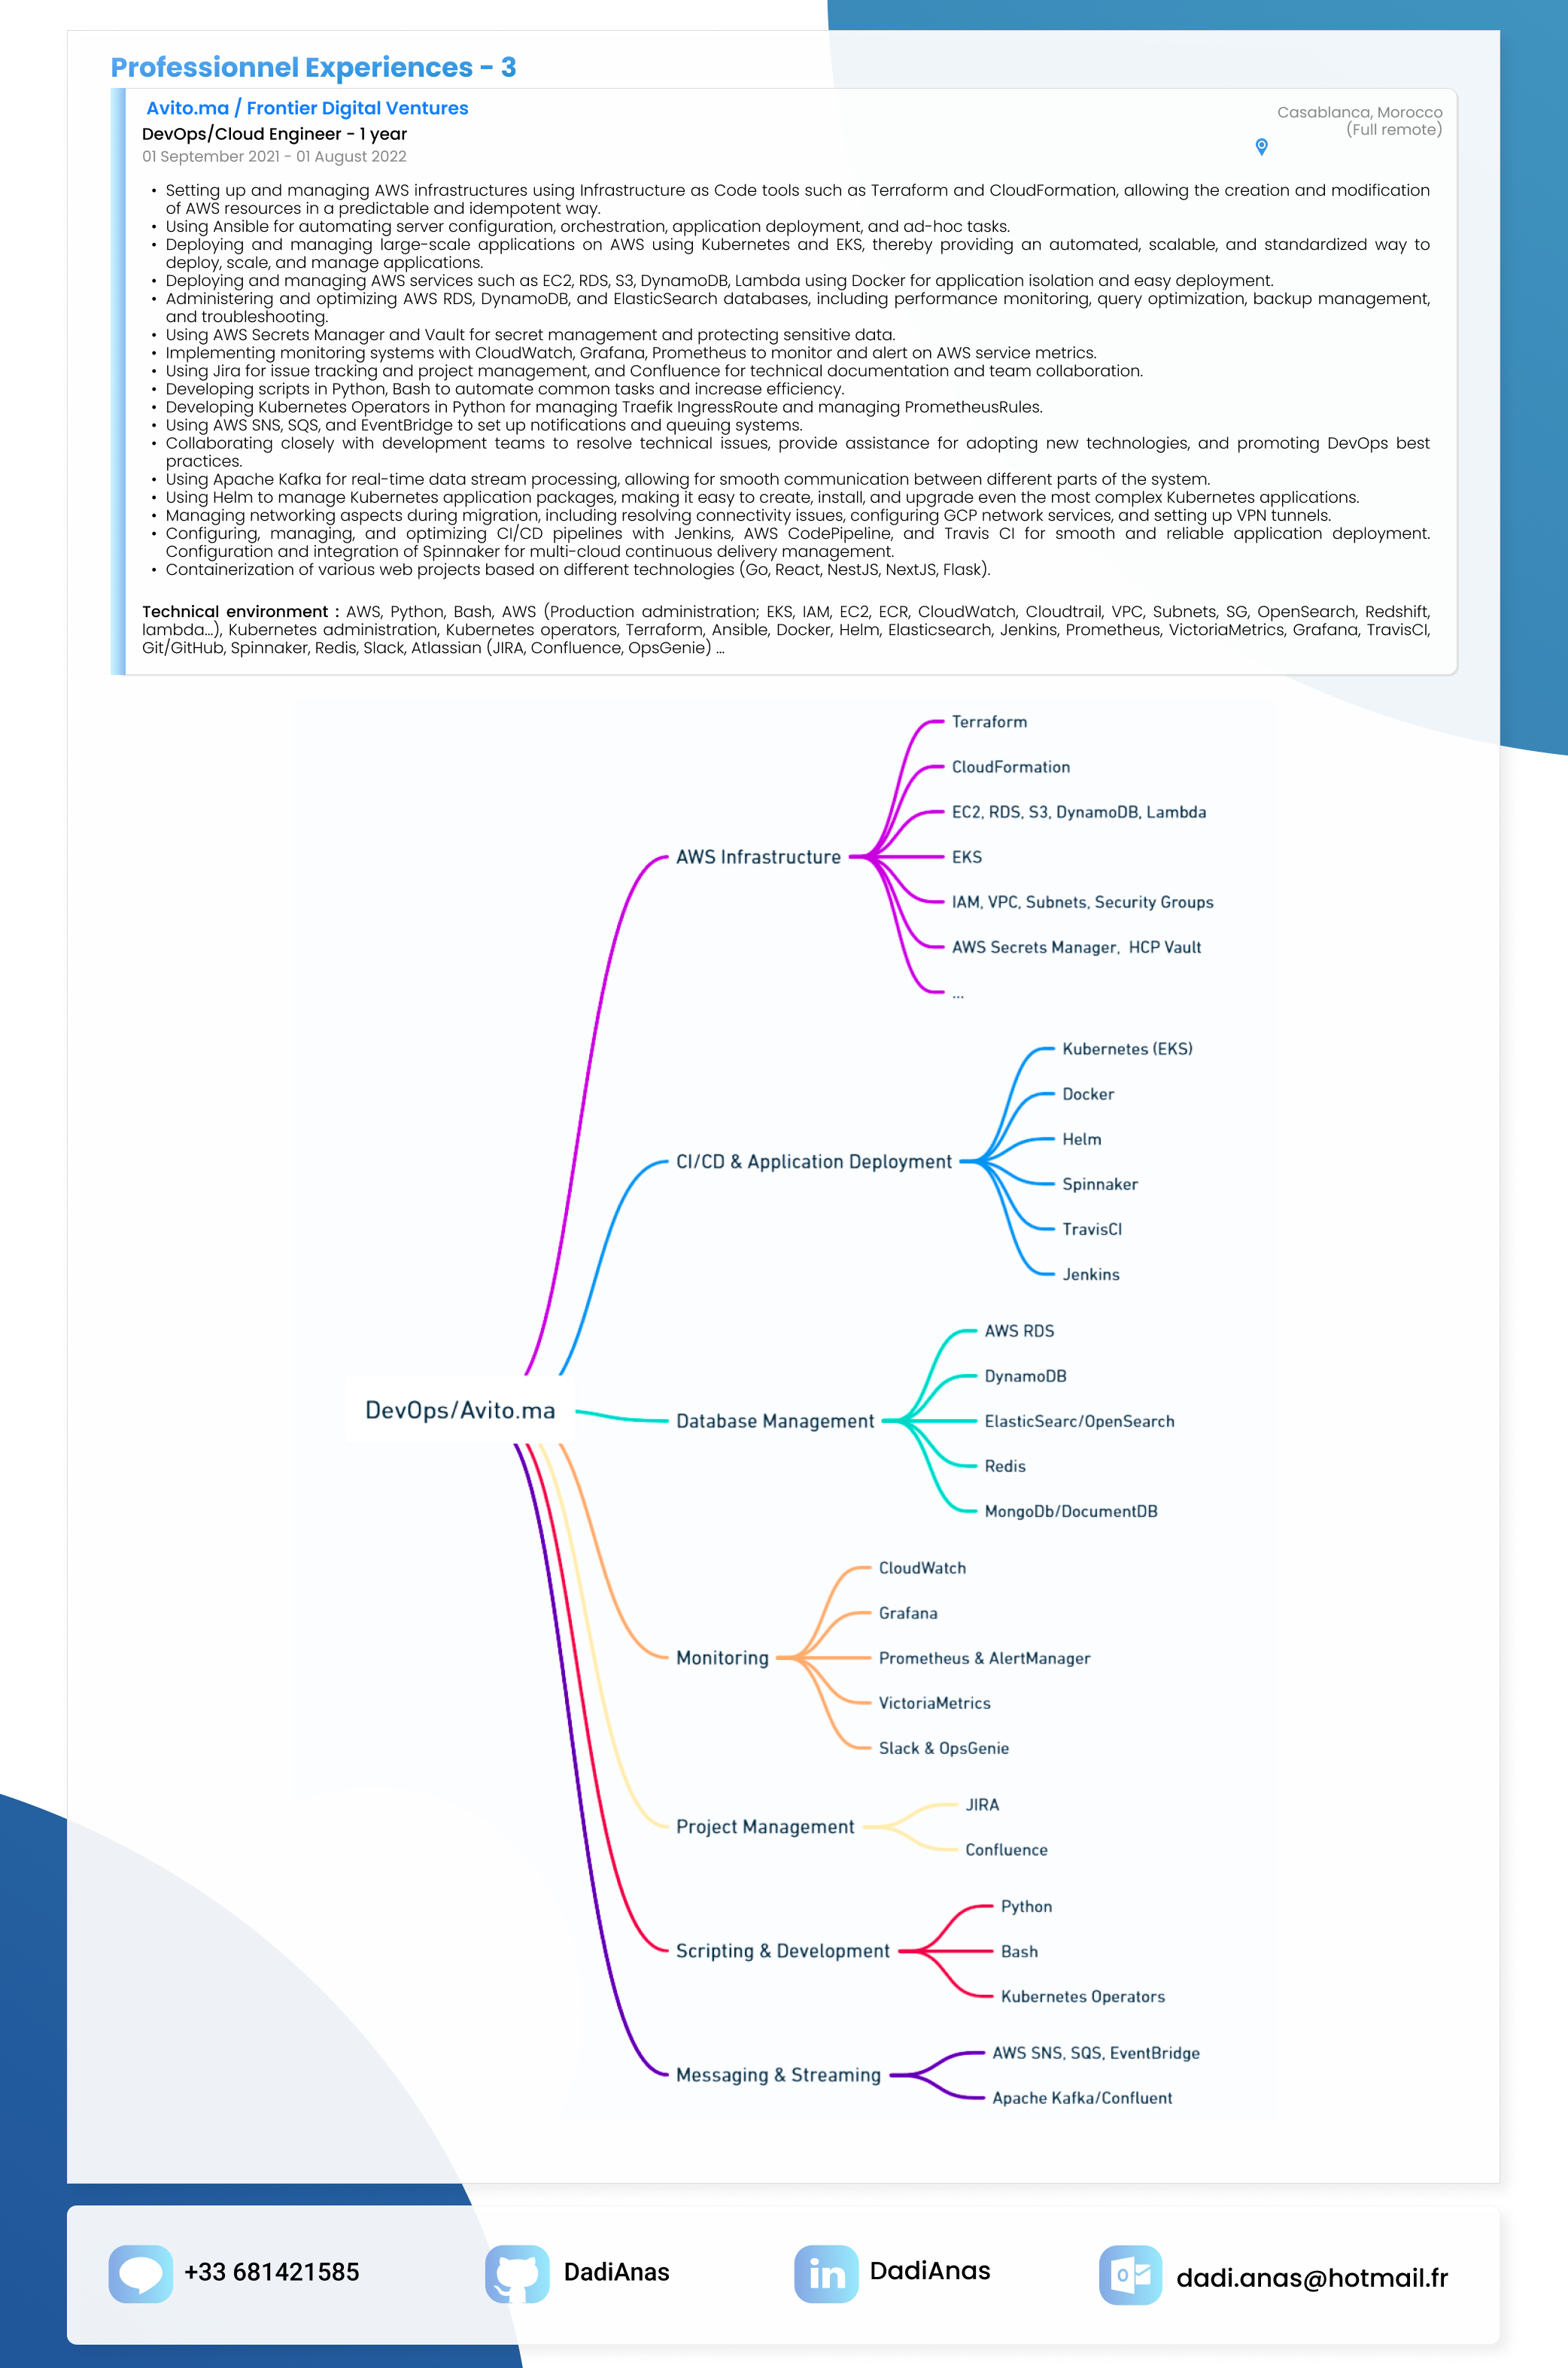 Professionnel Experiences - 3
Avito.ma / Frontier Digital Ventures
Casablanca, Morocco
(Full remote)
DevOps/Cloud Engineer - 1 year
01 September 2021 - 01 August 2022
• Setting up and managing AWS infrastructures using Infrastructure as Code tools such as Terraform and CloudFormation, allowing the creation and modification
of AWS resources in a predictable and idempotent way.
• Using Ansible for automating server configuration, orchestration, application deployment, and ad-hoc tasks.
• Deploying and managing large-scale applications on AWS using Kubernetes and EKS, thereby providing an automated, scalable, and standardized way to
deploy, scale, and manage applications.
• Deploying and managing AWS services such as EC2, RDS, S3, DynamoDB, Lambda using Docker for application isolation and easy deployment.
• Administering and optimizing AWS RDS, DynamoDB, and ElasticSearch databases, including performance monitoring, query optimization, backup management,
and troubleshooting.
• Using AWS Secrets Manager and Vault for secret management and protecting sensitive data.
• Implementing monitoring systems with CloudWatch, Grafana, Prometheus to monitor and alert on AWS service metrics.
• Using Jira for issue tracking and project management, and Confluence for technical documentation and team collaboration.
• Developing scripts in Python, Bash to automate common tasks and increase efficiency.
• Developing Kubernetes Operators in Python for managing Traefik IngressRoute and managing PrometheusRules.
• Using AWS SNS, SQS, and EventBridge to set up notifications and queuing systems.
• Collaborating closely with development teams to resolve technical issues, provide assistance for adopting new technologies, and promoting DevOps best
practices.
• Using Apache Kafka for real-time data stream processing, allowing for smooth communication between different parts of the system.
• Using Helm to manage Kubernetes application packages, making it easy to create, install, and upgrade even the most complex Kubernetes applications.
• Managing networking aspects during migration, including resolving connectivity issues, configuring GCP network services, and setting up VPN tunnels.
• Configuring, managing, and optimizing CI/CD pipelines with Jenkins, AWS CodePipeline, and Travis CI for smooth and reliable application deployment.
Configuration and integration of Spinnaker for multi-cloud continuous delivery management.
• Containerization of various web projects based on different technologies (Go, React, NestJS, NextJS, Flask).
Technical environment : AWS, Python, Bash, AWS (Production administration; EKS, IAM, EC2, ECR, CloudWatch, Cloudtrail, VPC, Subnets, SG, OpenSearch, Redshift,
lambda...), Kubernetes administration, Kubernetes operators, Terraform, Ansible, Docker, Helm, Elasticsearch, Jenkins, Prometheus, VictoriaMetrics, Grafana, TravisCI,
Git/GitHub, Spinnaker, Redis, Slack, Atlassian (JIRA, Confluence, OpsGenie) ...
DevOps/Avito.ma
AWS Infrastructure
Terraform
CloudFormation
EC2, RDS, S3, DynamoDB, Lambda
EKS
IAM, VPC, Subnets, Security Groups
AWS Secrets Manager,  HCP Vault
...
CI/CD & Application Deployment
Kubernetes (EKS)
Docker
Helm
Spinnaker
TravisCI
Jenkins
Database Management
AWS RDS
DynamoDB
ElasticSearc/OpenSearch
Redis
MongoDb/DocumentDB
Monitoring
CloudWatch
Grafana
Prometheus & AlertManager
VictoriaMetrics
Slack & OpsGenie
Project Management
JIRA
Confluence
Scripting & Development
Python
Bash
Kubernetes Operators
Messaging & Streaming
AWS SNS, SQS, EventBridge
Apache Kafka/Confluent
+33 681421585
DadiAnas
in
DadiAnas
dadi.anas@hotmail.fr